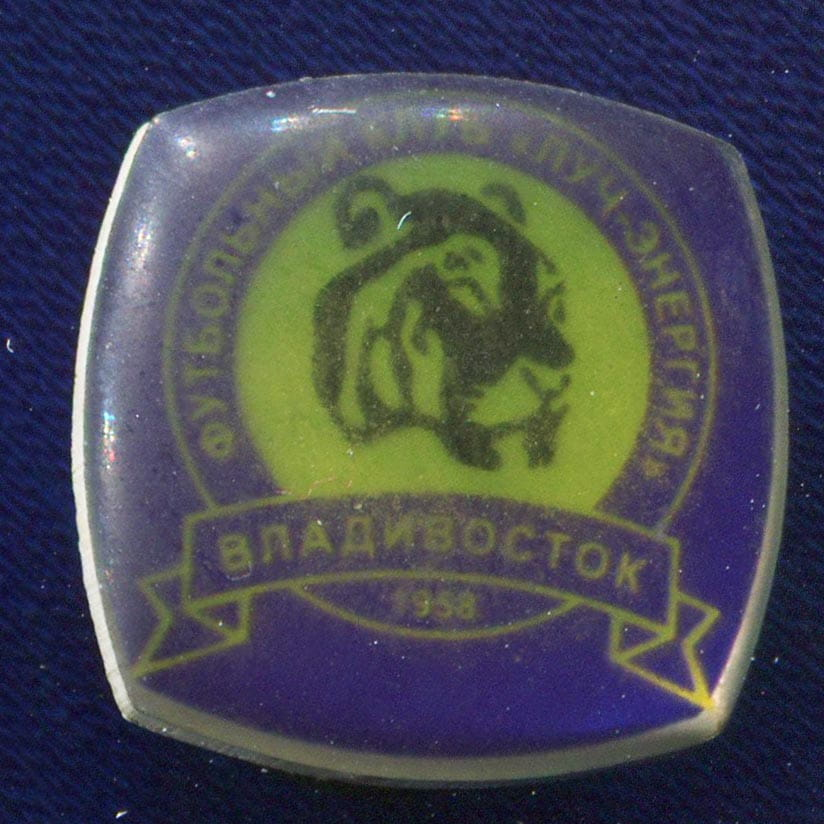 ФУТБОЛЬНЫЙ КЛУБ «ЛУЧ-ЭНЕРГИЯ»
ВЛАДИВОСТОК
1958